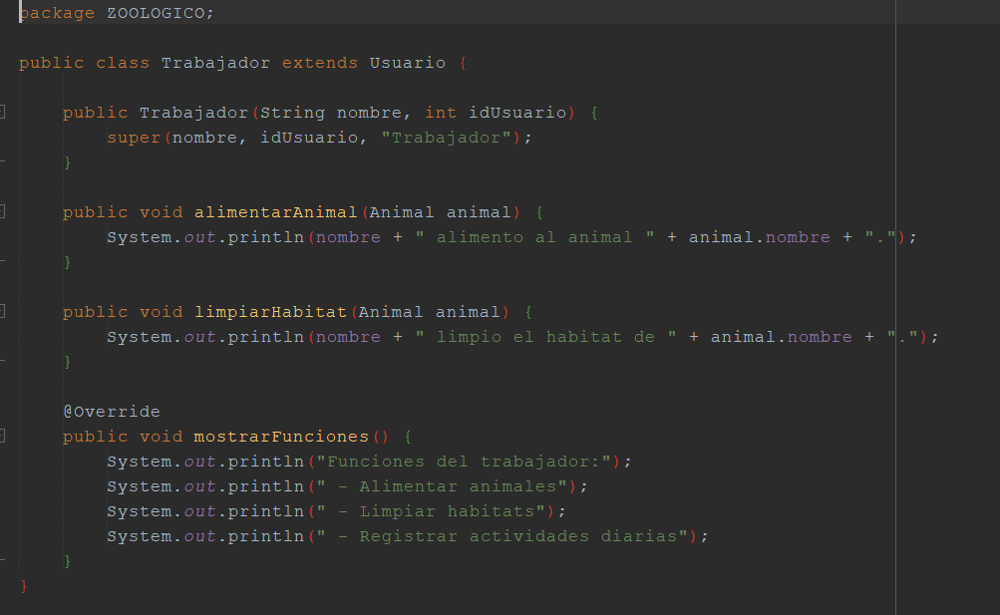 package ZOOLOGICO;
public class Trabajador extends Usuario {
public Trabajador(String nombre, int idUsuario) {
super(nombre, idUsuario, "Trabajador");
}
public void alimentarAnimal(Animal animal) {
System.out.println(nombre + " alimento al animal " + animal.nombre + ".");
}
public void limpiarHabitat(Animal animal) {
System.out.println(nombre + " limpio el habitat de " + animal.nombre + ".");
}
@Override
public void mostrarFunciones() {
System.out.println("Funciones del trabajador:");
System.out.println(" - Alimentar animales");
System.out.println(" - Limpiar habitats");
System.out.println(" - Registrar actividades diarias");
}
}